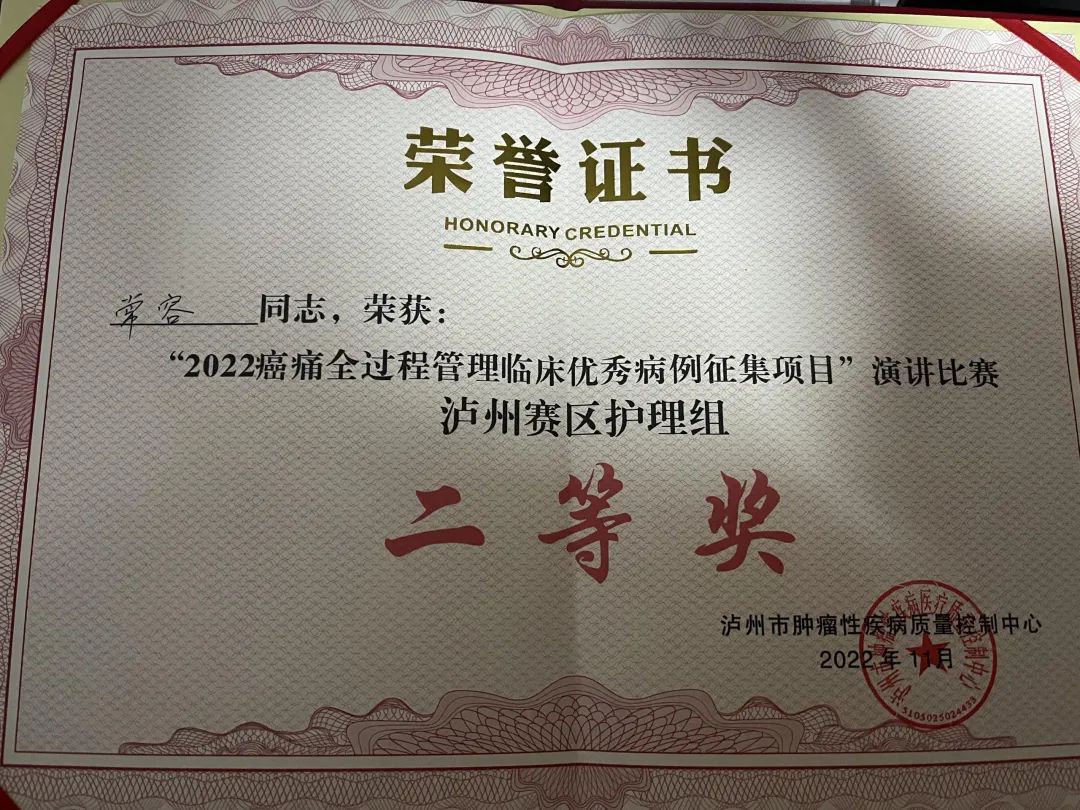 荣誉证书
HONORARY CREDENTIAL
常容 同志，荣获：
“2022癌痛全过程管理临床优秀病例征集项目”演讲比赛
泸州赛区护理组
二等奖
泸州市肿瘤性疾病质量控制中心
2022年11月
5105025024433